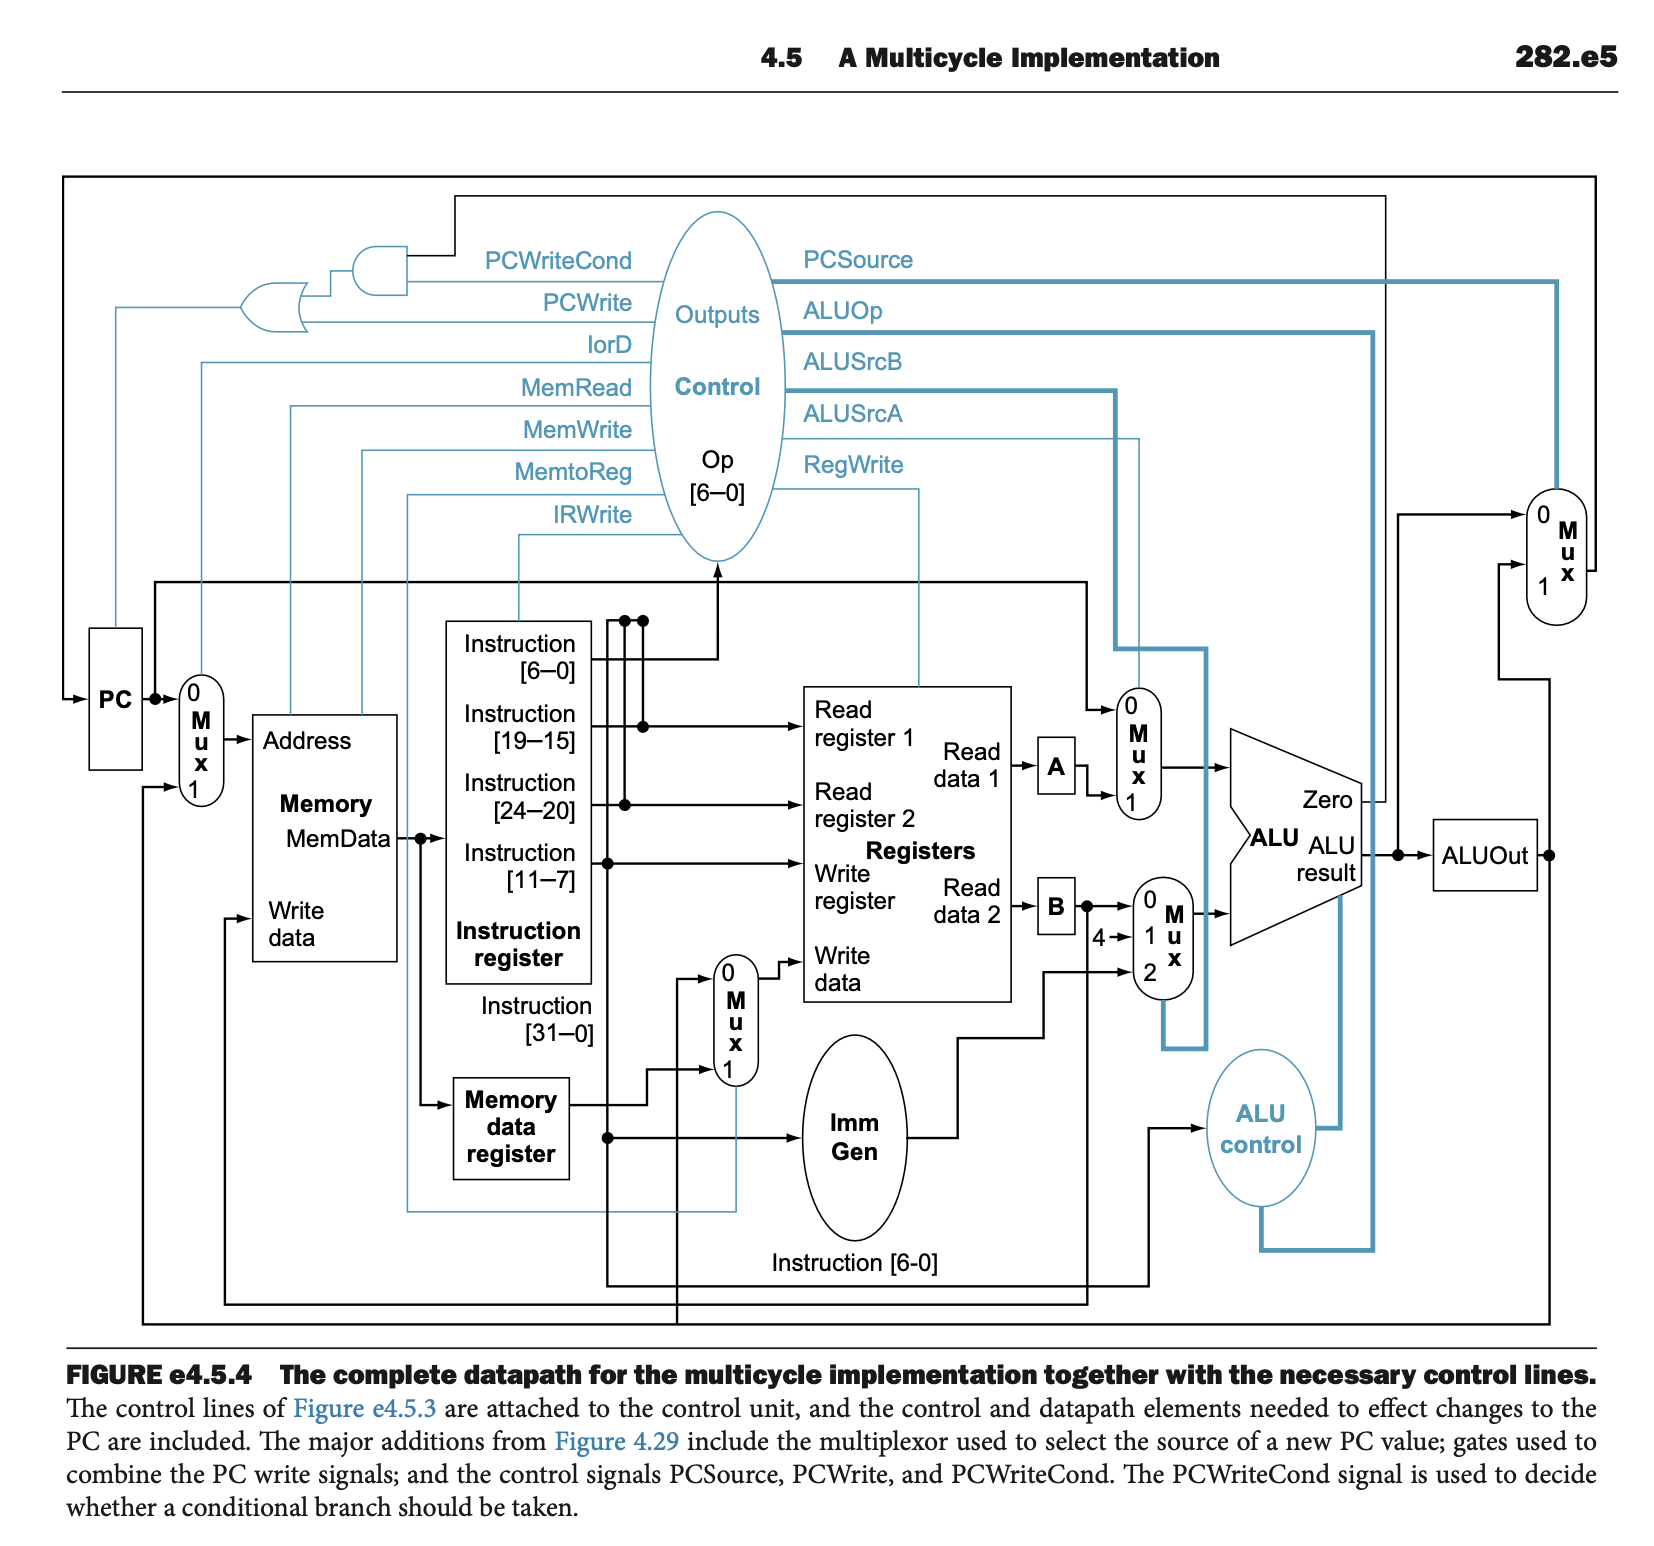 4.5 A Multicycle Implementation 282.e5
PCWriteCond
PCWrite
IorD
MemRead
MemWrite
MemtoReg
IRWrite
Outputs
Control
Op
[6–0]
PCSource
ALUOp
ALUSrcB
ALUSrcA
RegWrite
PC
0
M
u
x
1
Address
Memory
MemData
Write
data
Instruction
[6–0]
Instruction
[19–15]
Instruction
[24–20]
Instruction
[11–7]
Instruction
register
Instruction
[31–0]
Memory
data
register
0
M
u
x
1
Read
register 1
Read
register 2
Registers
Write
register
Write
data
Read
data 1
Read
data 2
Imm
Gen
Instruction [6-0]
A
B
4
0
M
u
x
1
0
M
1 u
x
2
Zero
ALU
ALU
result
ALU
control
ALUOut
0
M
u
x
1
FIGURE e4.5.4 The complete datapath for the multicycle implementation together with the necessary control lines.
The control lines of Figure e4.5.3 are attached to the control unit, and the control and datapath elements needed to effect changes to the
PC are included. The major additions from Figure 4.29 include the multiplexor used to select the source of a new PC value; gates used to
combine the PC write signals; and the control signals PCSource, PCWrite, and PCWriteCond. The PCWriteCond signal is used to decide
whether a conditional branch should be taken.